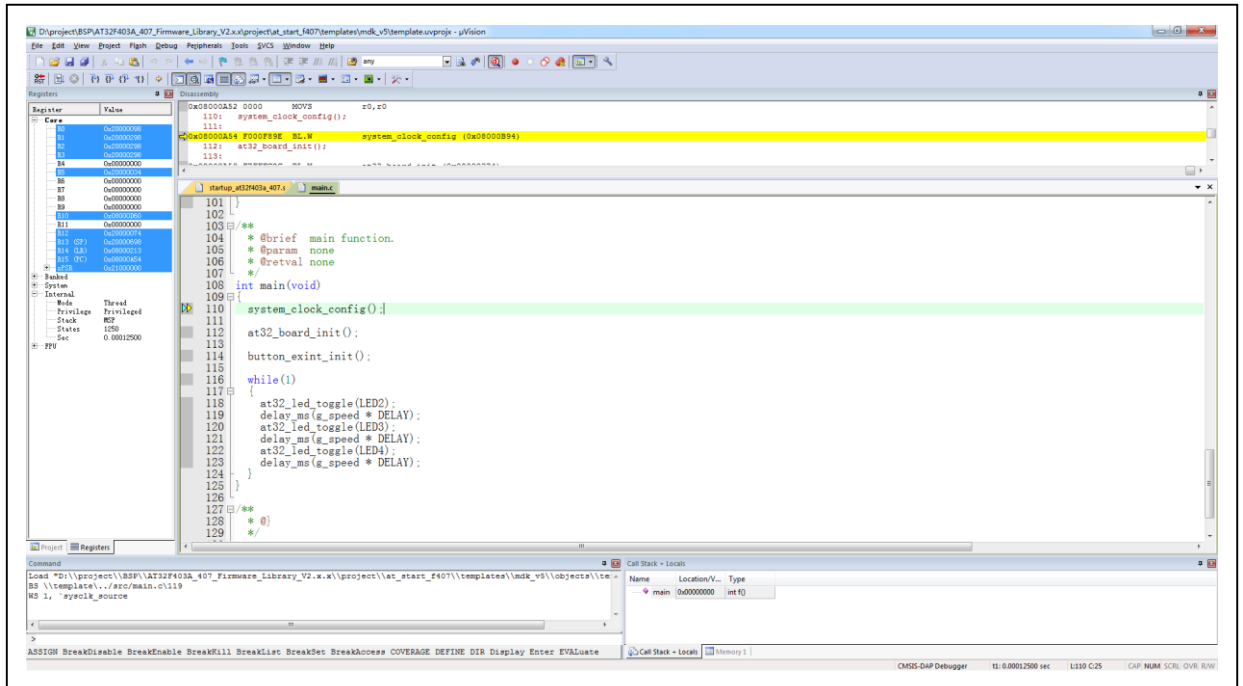 D:\project\BSP\AT32F403A_407_Firmware_Library_V2.x.x\project\at_start_f407\templates\mdk_v5\template.uvprojx - µVision
File Edit View Project Flash Debug Peripherals Tools SVCS Window Help
any
Registers
Register Value
Core
R0 0x20000098
R1 0x20000298
R2 0x20000298
R3 0x20000298
R4 0x00000000
R5 0x20000034
R6 0x00000000
R7 0x00000000
R8 0x00000000
R9 0x00000000
R10 0x08000D60
R11 0x00000000
R12 0x20000074
R13 (SP) 0x20000698
R14 (LR) 0x08000213
R15 (PC) 0x08000A54
xPSR 0x21000000
Banked
System
Internal
Mode Thread
Privilege Privileged
Stack MSP
States 1250
Sec 0.00012500
FPU
Project Registers
Disassembly
0x08000A52 0000 MOVS r0,r0
110: system_clock_config();
111:
0x08000A54 F000F89E BL.W system_clock_config (0x08000B94)
112: at32_board_init();
113:
startup_at32f403a_407.s main.c
101 }
102
103 /**
104 * @brief main function.
105 * @param none
106 * @retval none
107 */
108 int main(void)
109 {
110 system_clock_config();
111
112 at32_board_init();
113
114 button_exint_init();
115
116 while(1)
117 {
118 at32_led_toggle(LED2);
119 delay_ms(g_speed * DELAY);
120 at32_led_toggle(LED3);
121 delay_ms(g_speed * DELAY);
122 at32_led_toggle(LED4);
123 delay_ms(g_speed * DELAY);
124 }
125 }
126
127 /**
128 * @}
129 */
Command
Load "D:\\project\\BSP\\AT32F403A_407_Firmware_Library_V2.x.x\\project\\at_start_f407\\templates\\mdk_v5\\objects\\te
BS \\template\../src/main.c\119
WS 1, `sysclk_source
>
ASSIGN BreakDisable BreakEnable BreakKill BreakList BreakSet BreakAccess COVERAGE DEFINE DIR Display Enter EVALuate
Call Stack + Locals
Name Location/V... Type
main 0x00000000 int f()
Call Stack + Locals Memory 1
CMSIS-DAP Debugger t1: 0.00012500 sec L:110 C:25 CAP NUM SCRL OVR R/W